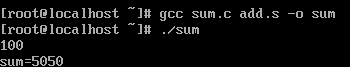 [root@localhost ~]# gcc sum.c add.s -o sum
[root@localhost ~]# ./sum
100
sum=5050